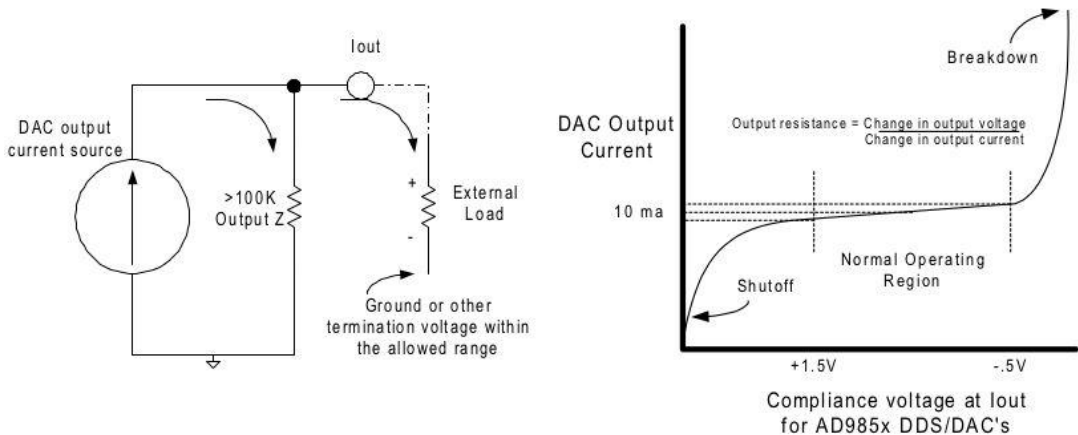 Iout
DAC output
current source
>100K
Output Z
+
-
External
Load
Ground or other
termination voltage within
the allowed range
Breakdown
DAC Output
Current
Output resistance = Change in output voltage
Change in output current
10 ma
Normal Operating
Region
Shutoff
+1.5V
-.5V
Compliance voltage at Iout
for AD985x DDS/DAC's